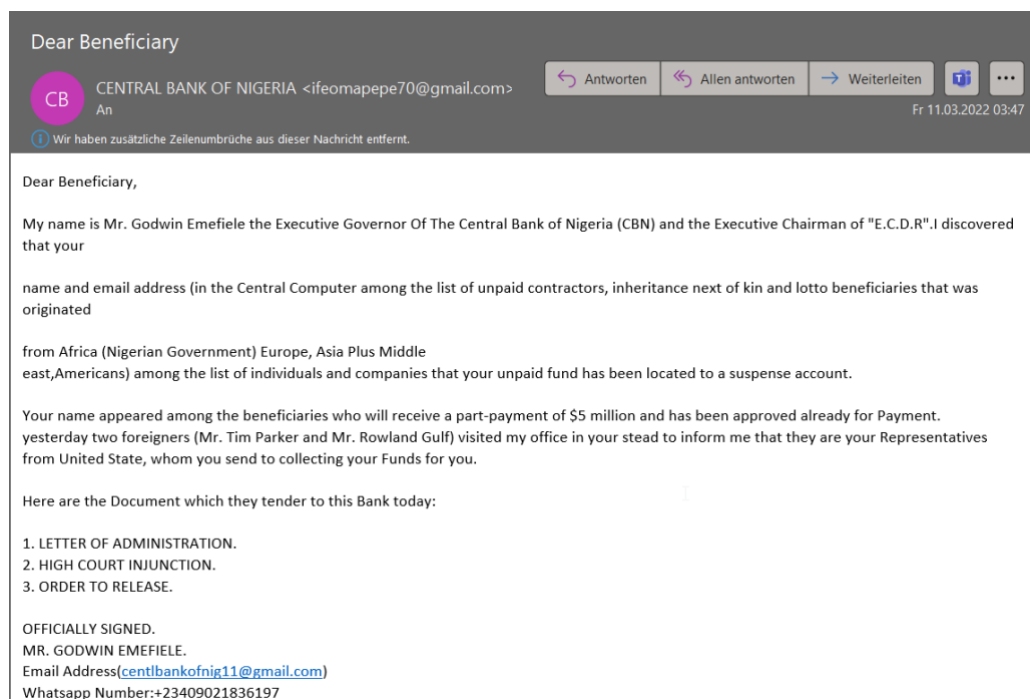 Dear Beneficiary
CB
CENTRAL BANK OF NIGERIA <ifeomapepe70@gmail.com>
An
Antworten
Allen antworten
Weiterleiten
Fr 11.03.2022 03:47
Wir haben zusätzliche Zeilenumbrüche aus dieser Nachricht entfernt.
Dear Beneficiary,
My name is Mr. Godwin Emefiele the Executive Governor Of The Central Bank of Nigeria (CBN) and the Executive Chairman of "E.C.D.R".I discovered
that your
name and email address (in the Central Computer among the list of unpaid contractors, inheritance next of kin and lotto beneficiaries that was
originated
from Africa (Nigerian Government) Europe, Asia Plus Middle
east,Americans) among the list of individuals and companies that your unpaid fund has been located to a suspense account.
Your name appeared among the beneficiaries who will receive a part-payment of $5 million and has been approved already for Payment.
yesterday two foreigners (Mr. Tim Parker and Mr. Rowland Gulf) visited my office in your stead to inform me that they are your Representatives
from United State, whom you send to collecting your Funds for you.
Here are the Document which they tender to this Bank today:
1. LETTER OF ADMINISTRATION.
2. HIGH COURT INJUNCTION.
3. ORDER TO RELEASE.
OFFICIALLY SIGNED.
MR. GODWIN EMEFIELE.
Email Address(centlbankofnig11@gmail.com)
Whatsapp Number:+23409021836197